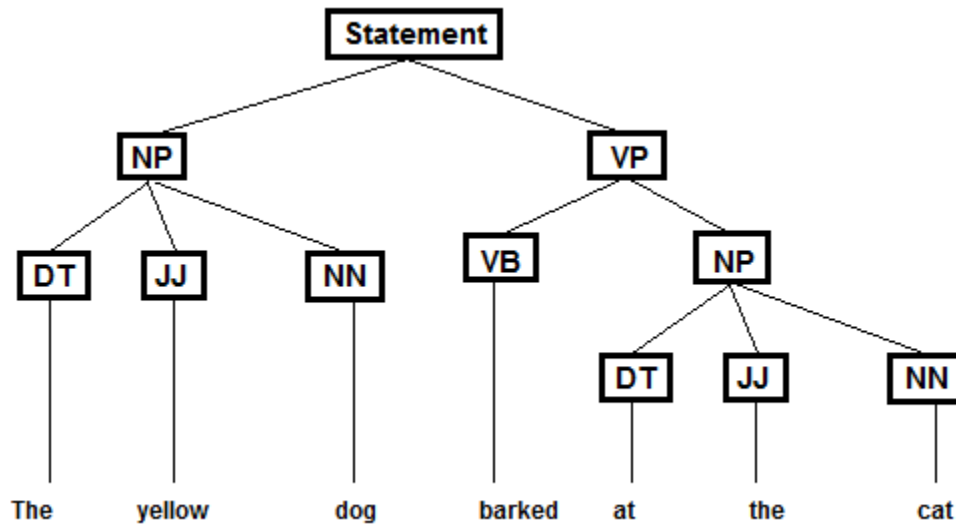 Statement
NP VP
DT JJ NN VB NP
DT JJ NN
The yellow dog barked at the cat